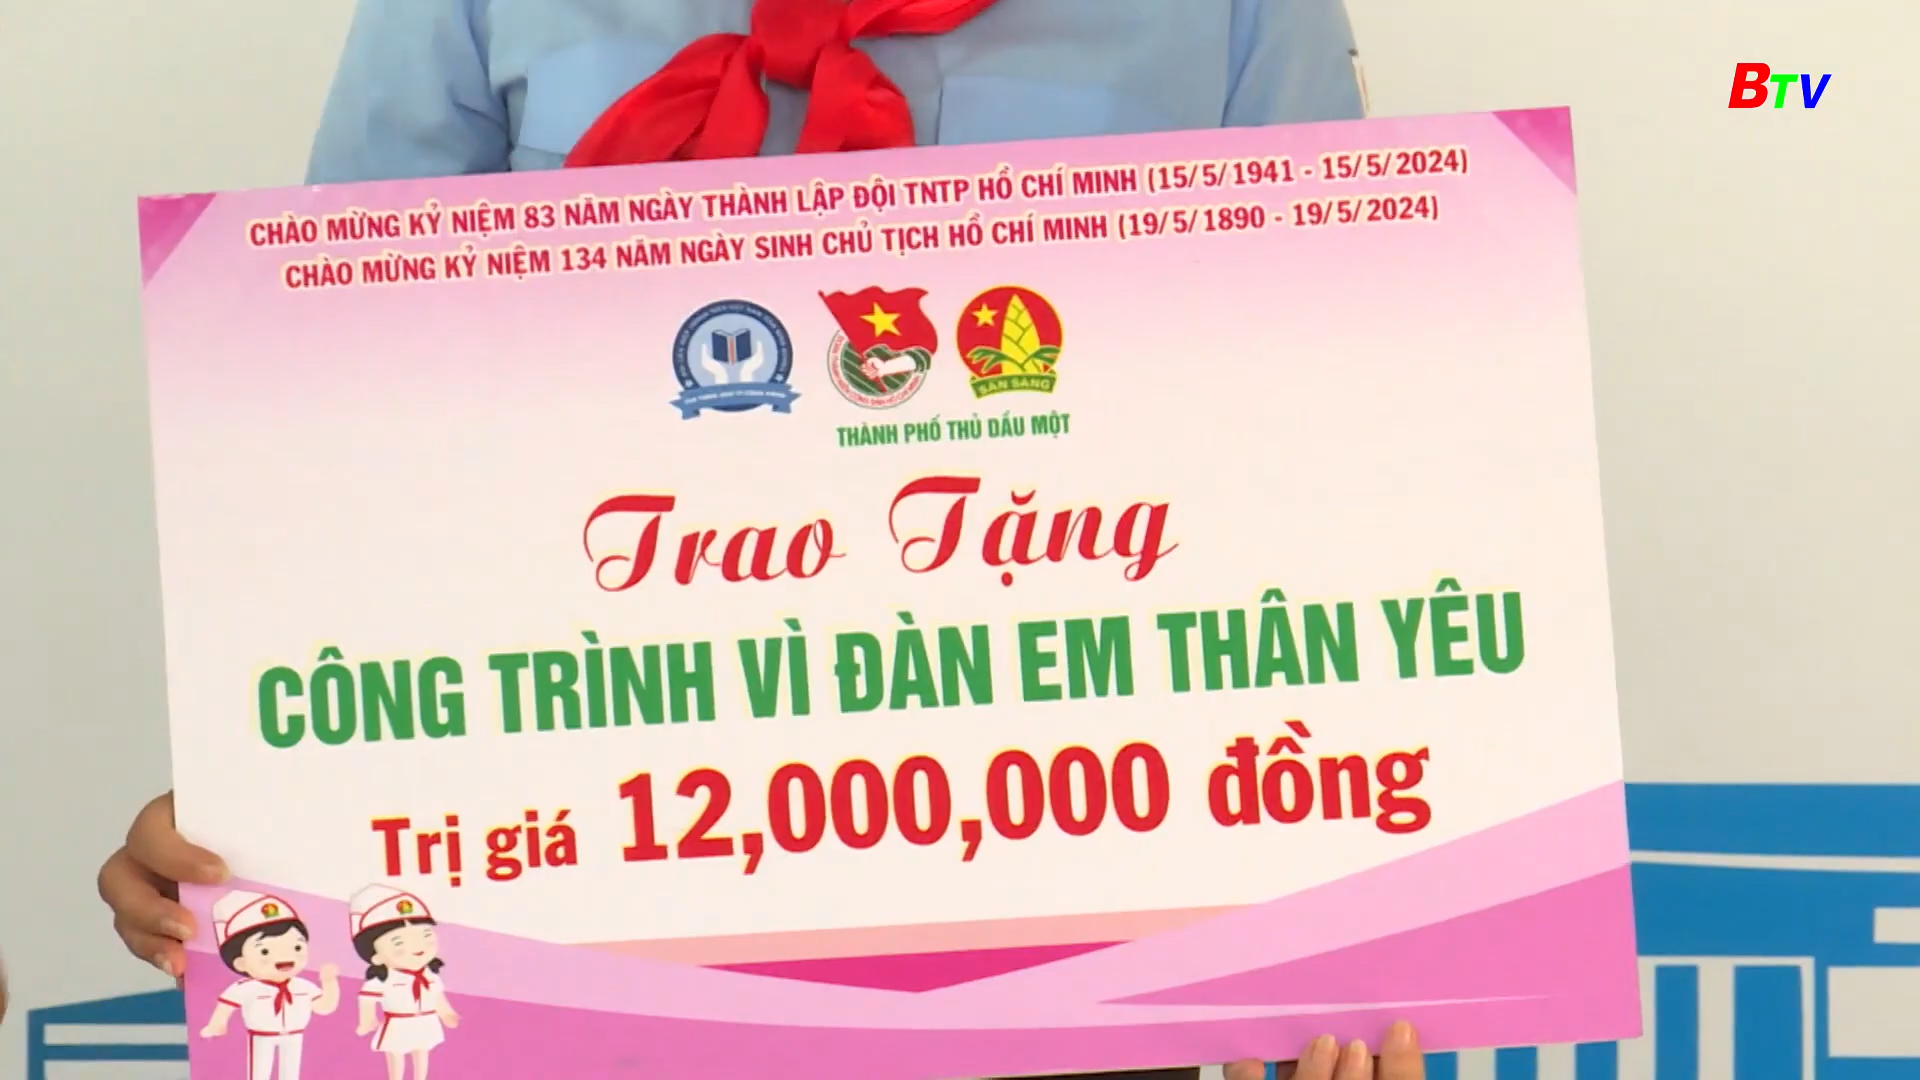 BTV
CHÀO MỪNG KỶ NIỆM 83 NĂM NGÀY THÀNH LẬP ĐỘI TNTP HỒ CHÍ MINH (15/5/1941 - 15/5/2024)
CHÀO MỪNG KỶ NIỆM 134 NĂM NGÀY SINH CHỦ TỊCH HỒ CHÍ MINH (19/5/1890 - 19/5/2024)
SẴN SÀNG
THÀNH PHỐ THỦ DẦU MỘT
Trao Tặng
CÔNG TRÌNH VÌ ĐÀN EM THÂN YÊU
Trị giá 12,000,000 đồng